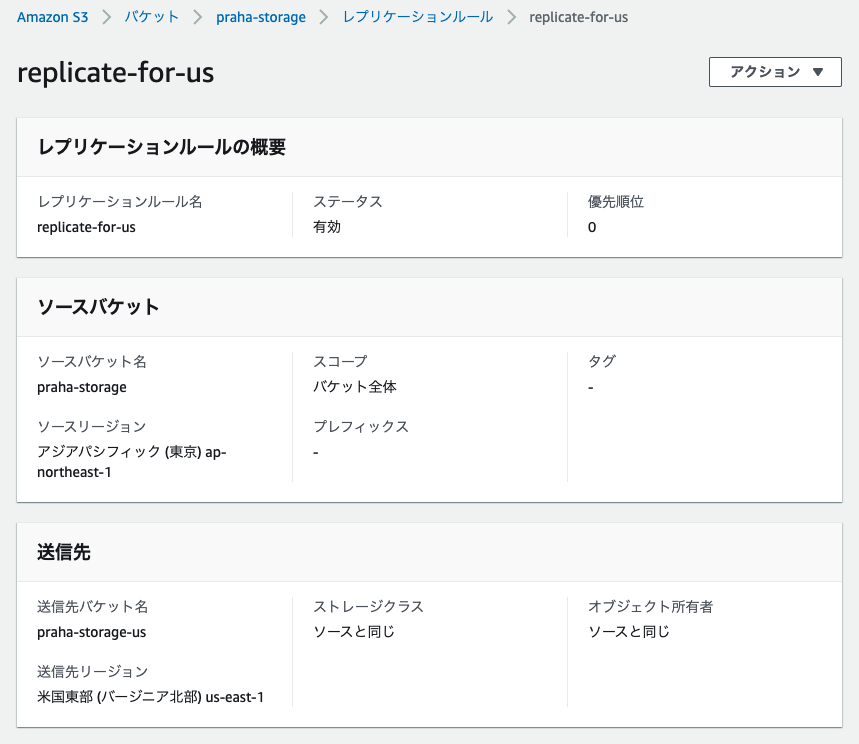 Amazon S3 > バケット > praha-storage > レプリケーションルール > replicate-for-us
replicate-for-us
アクション ▼
レプリケーションルールの概要
レプリケーションルール名
replicate-for-us
ステータス
有効
優先順位
0
ソースバケット
ソースバケット名
praha-storage
ソースリージョン
アジアパシフィック (東京) ap-
northeast-1
スコープ
バケット全体
プレフィックス
-
タグ
-
送信先
送信先バケット名
praha-storage-us
送信先リージョン
米国東部 (バージニア北部) us-east-1
ストレージクラス
ソースと同じ
オブジェクト所有者
ソースと同じ